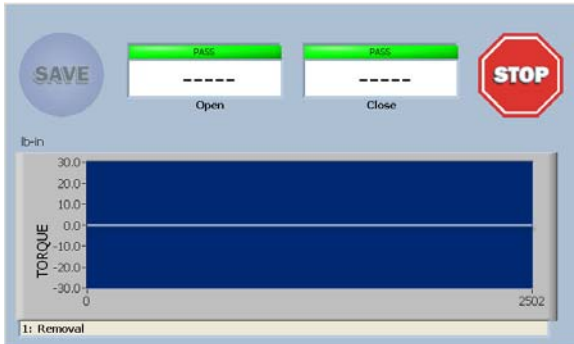 SAVE
PASS
-----
Open
PASS
-----
Close
STOP
lb-in
TORQUE
30.0
20.0
10.0
0.0
-10.0
-20.0
-30.0
0
2502
1: Removal